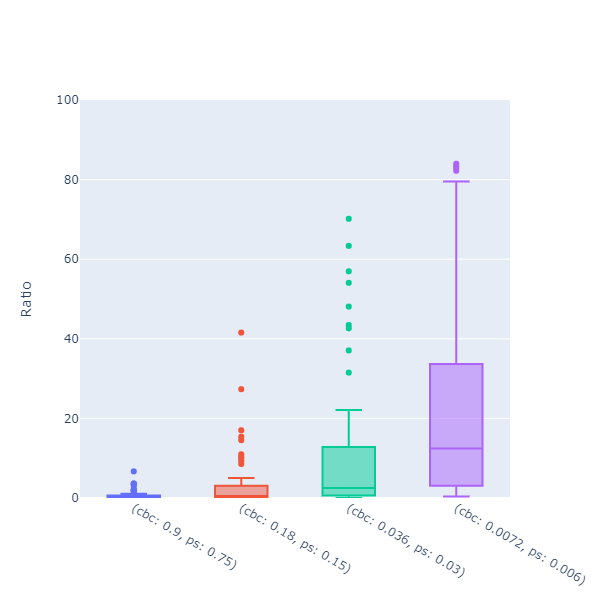 100
80
60
40
20
0
Ratio
(cbc: 0.9, ps: 0.75)
(cbc: 0.18, ps: 0.15)
(cbc: 0.036, ps: 0.03)
(cbc: 0.0072, ps: 0.006)